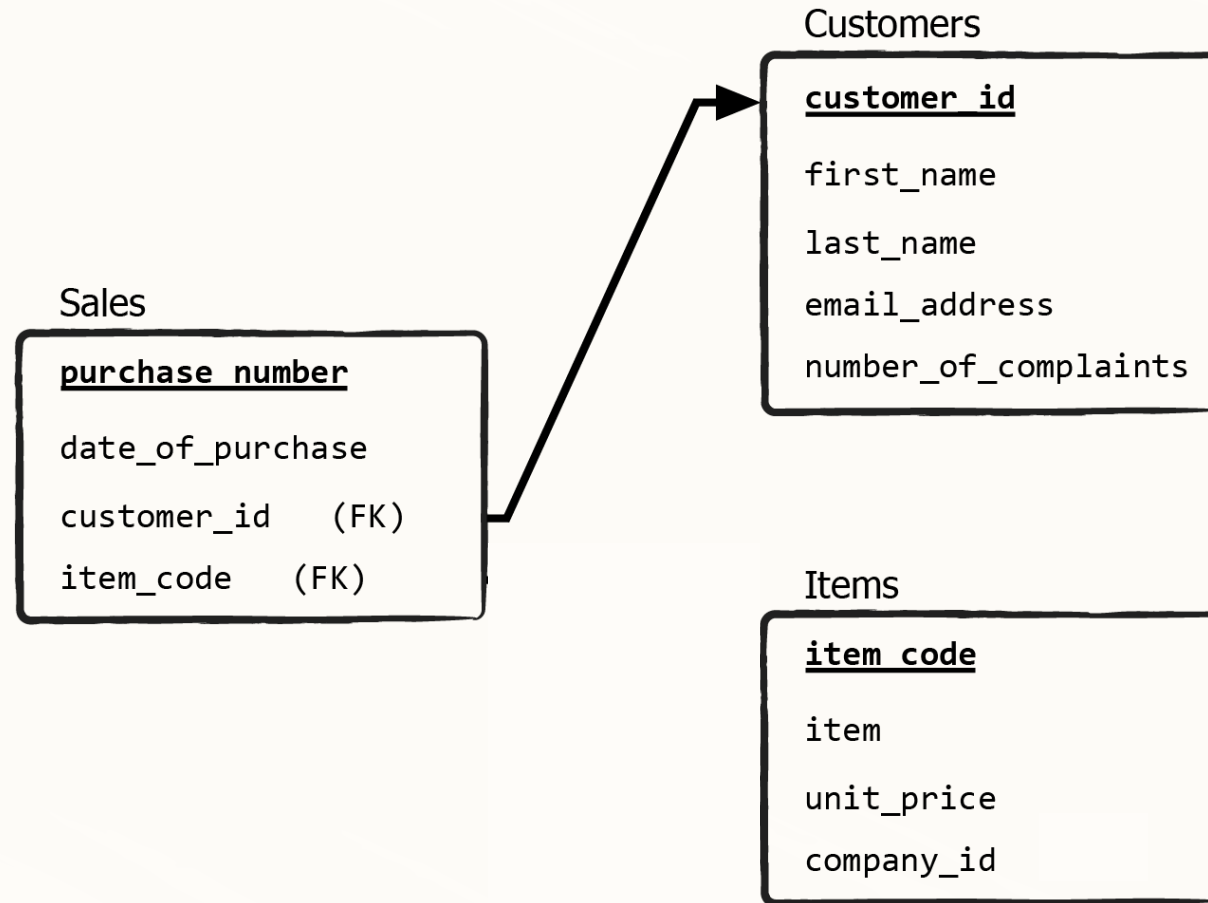 Customers
customer_id
first_name
last_name
email_address
number_of_complaints
Sales
purchase_number
date_of_purchase
customer_id (FK)
item_code (FK)
Items
item_code
item
unit_price
company_id